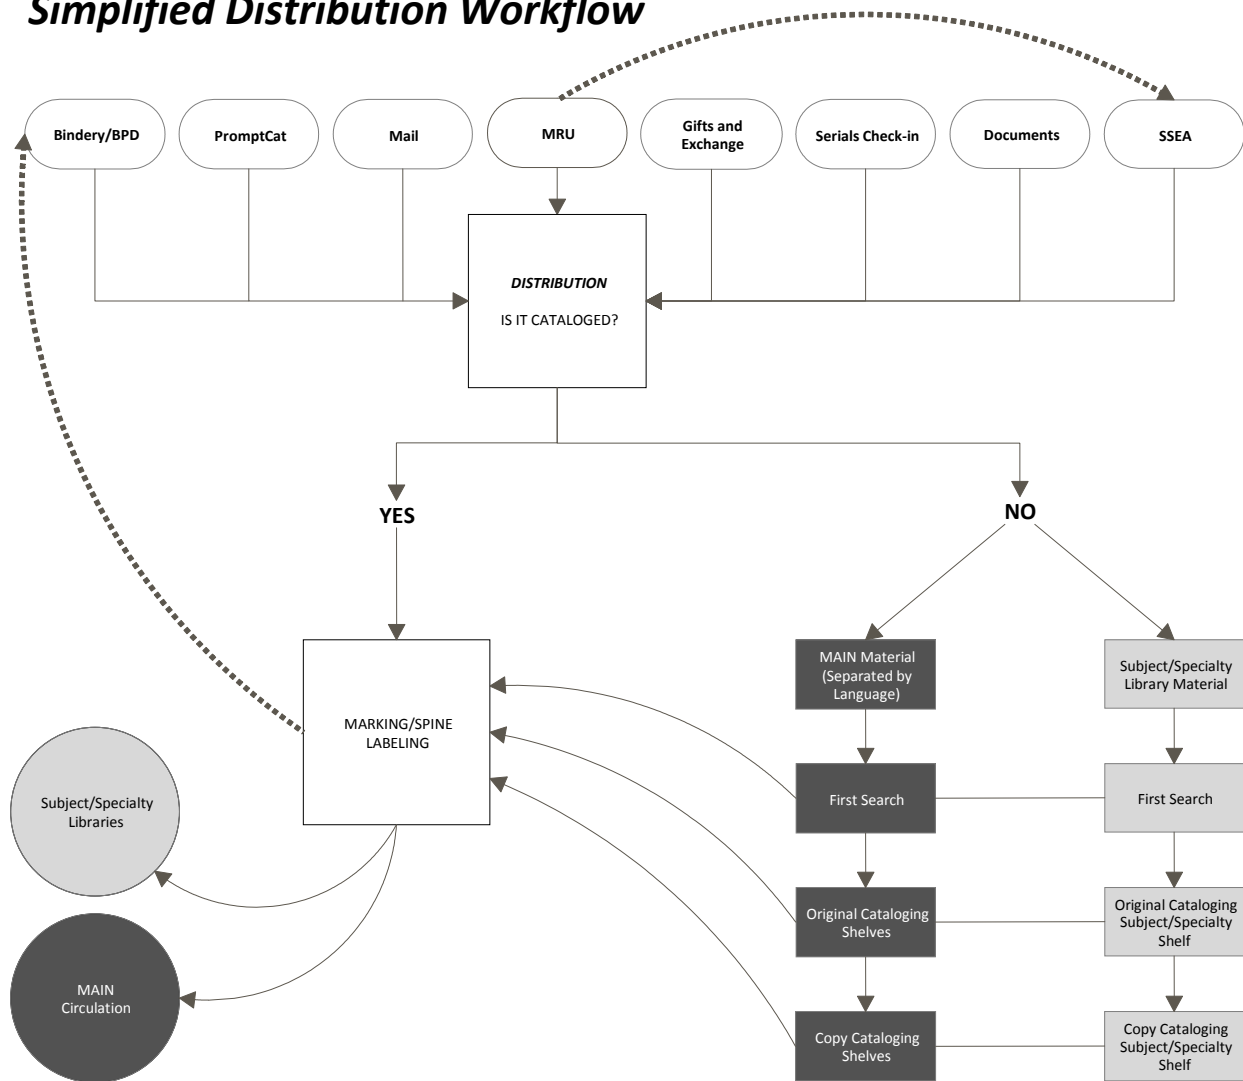 Simplified Distribution Workflow
Bindery/BPD
PromptCat
Mail
MRU
Gifts and
Exchange
Serials Check-in
Documents
SSEA
DISTRIBUTION
IS IT CATALOGED?
YES
NO
MAIN Material
(Separated by
Language)
Subject/Specialty
Library Material
MARKING/SPINE
LABELING
Subject/Specialty
Libraries
First Search
First Search
Original Cataloging
Shelves
Original Cataloging
Subject/Specialty
Shelf
MAIN
Circulation
Copy Cataloging
Shelves
Copy Cataloging
Subject/Specialty
Shelf